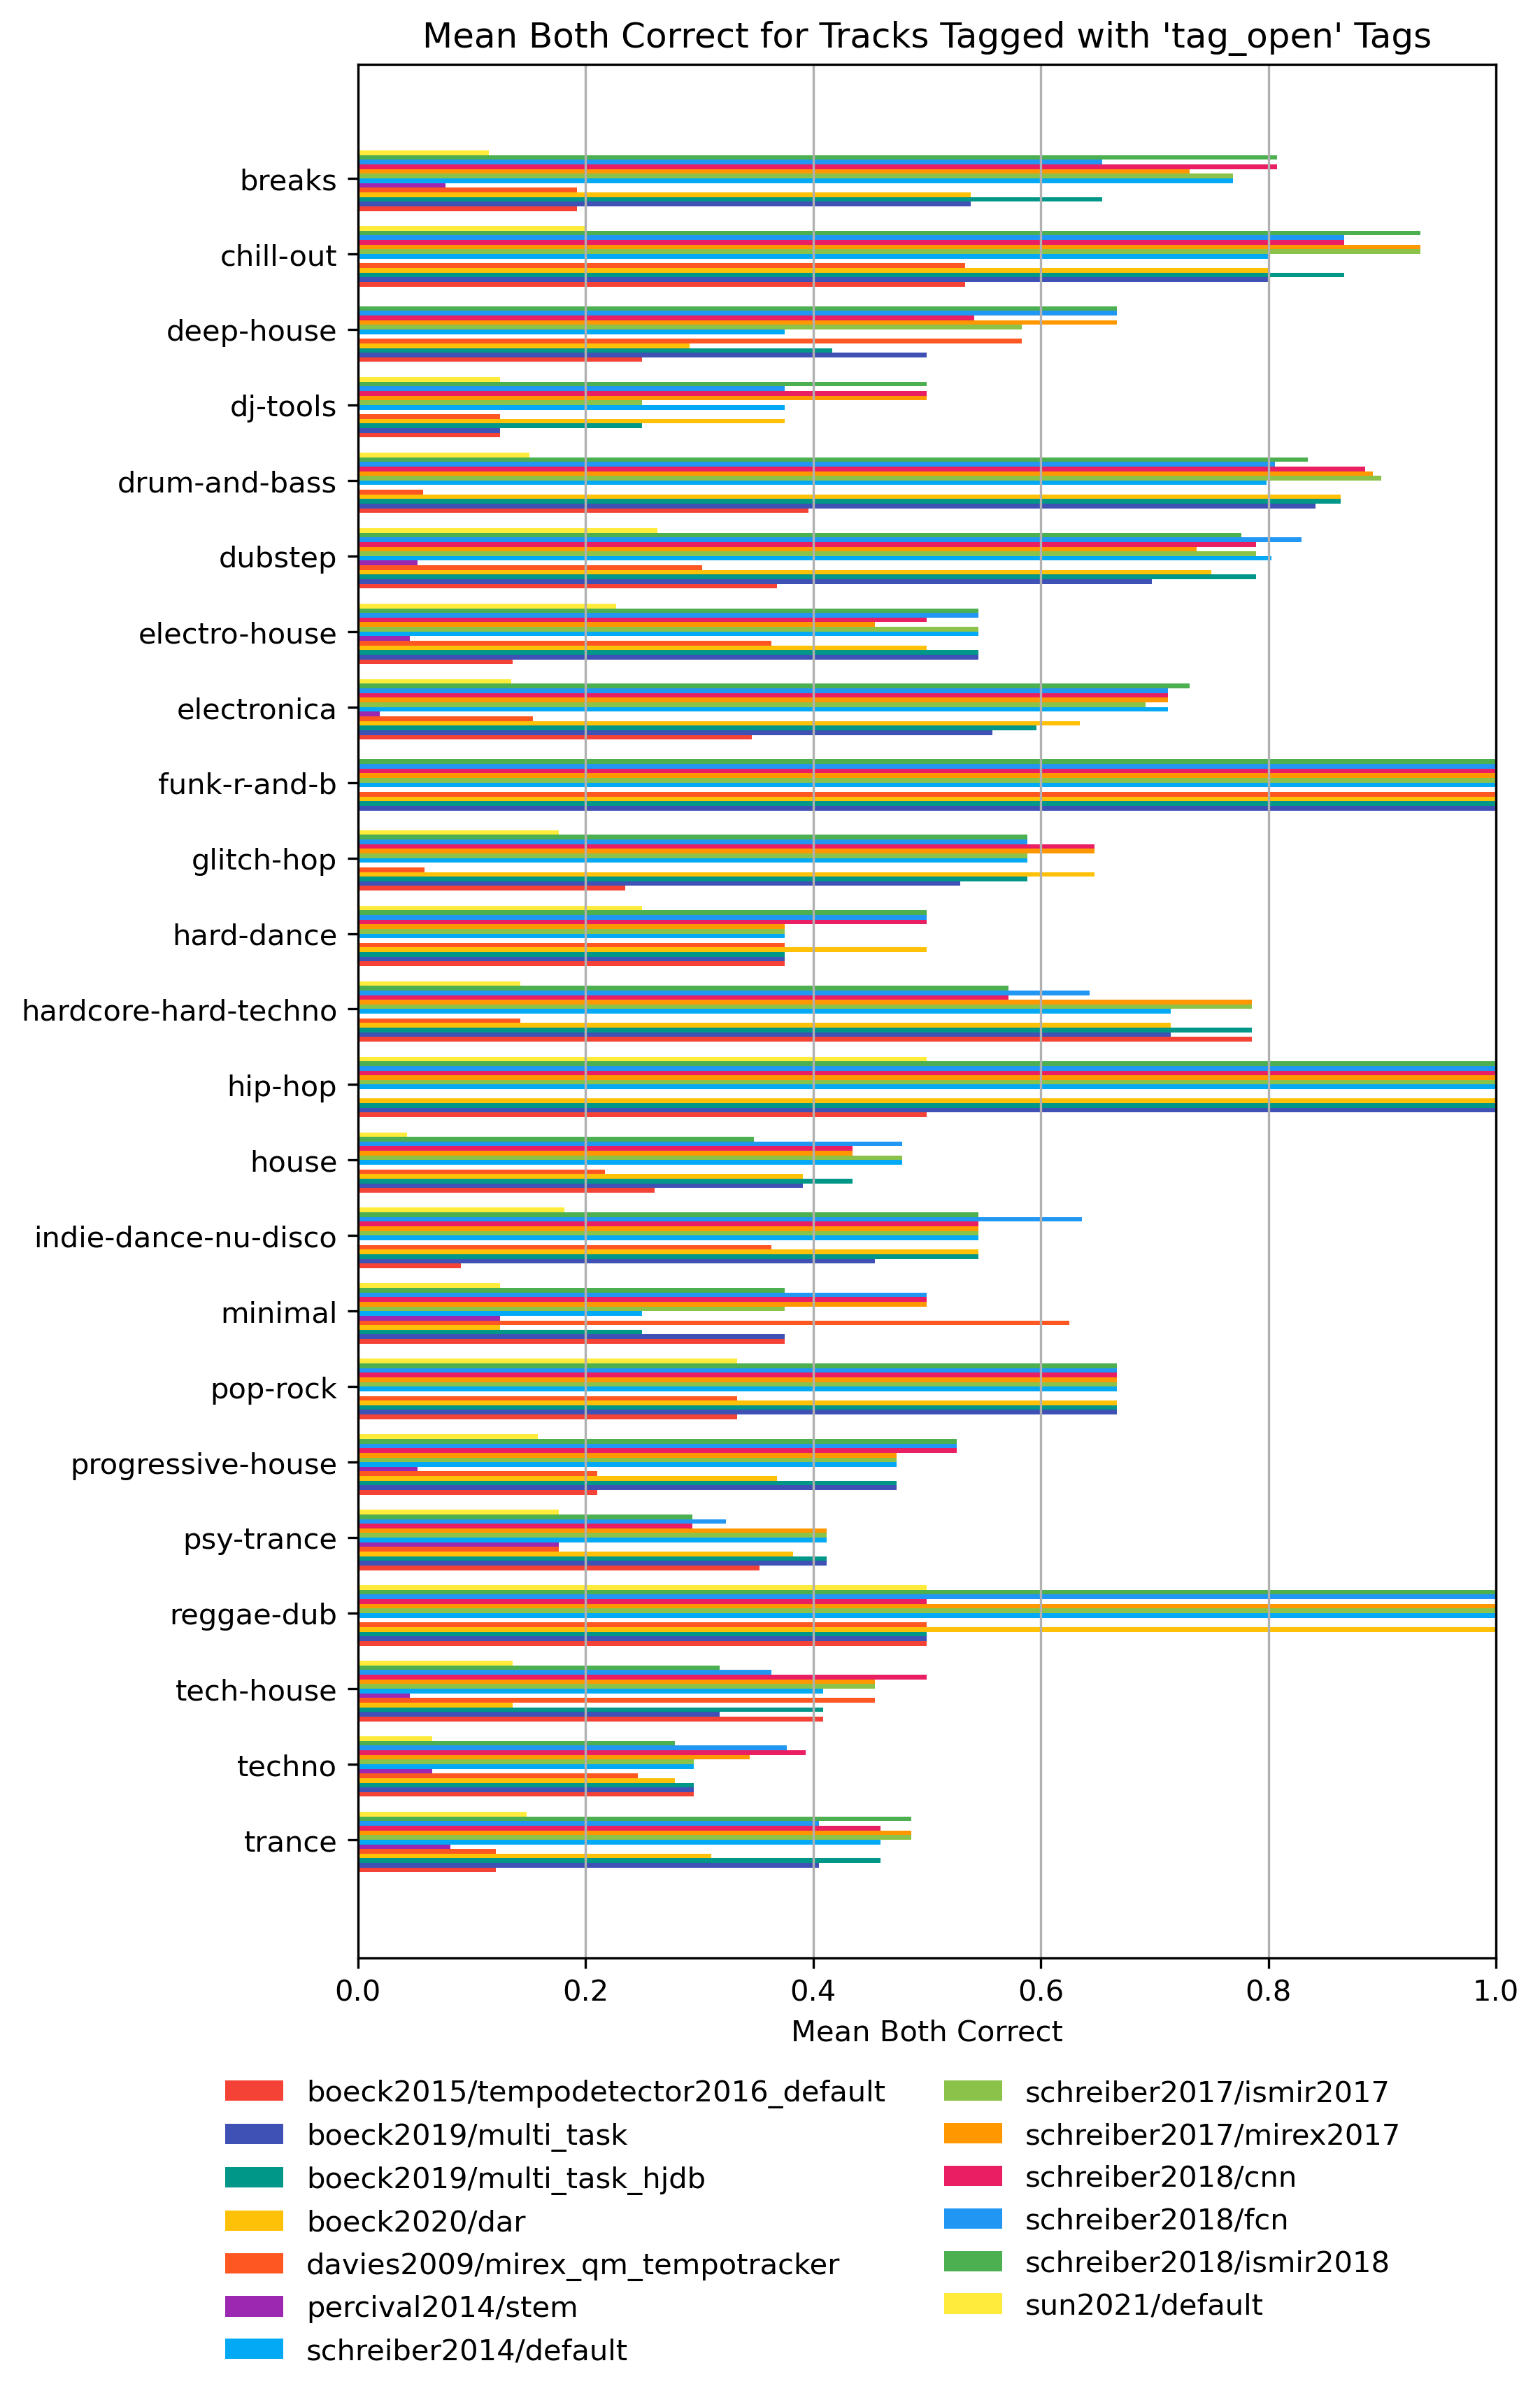 Mean Both Correct for Tracks Tagged with 'tag_open' Tags
breaks
chill-out
deep-house
dj-tools
drum-and-bass
dubstep
electro-house
electronica
funk-r-and-b
glitch-hop
hard-dance
hardcore-hard-techno
hip-hop
house
indie-dance-nu-disco
minimal
pop-rock
progressive-house
psy-trance
reggae-dub
tech-house
techno
trance
0.0 0.2 0.4 0.6 0.8 1.0
Mean Both Correct
boeck2015/tempodetector2016_default
boeck2019/multi_task
boeck2019/multi_task_hjdb
boeck2020/dar
davies2009/mirex_qm_tempotracker
percival2014/stem
schreiber2014/default
schreiber2017/ismir2017
schreiber2017/mirex2017
schreiber2018/cnn
schreiber2018/fcn
schreiber2018/ismir2018
sun2021/default